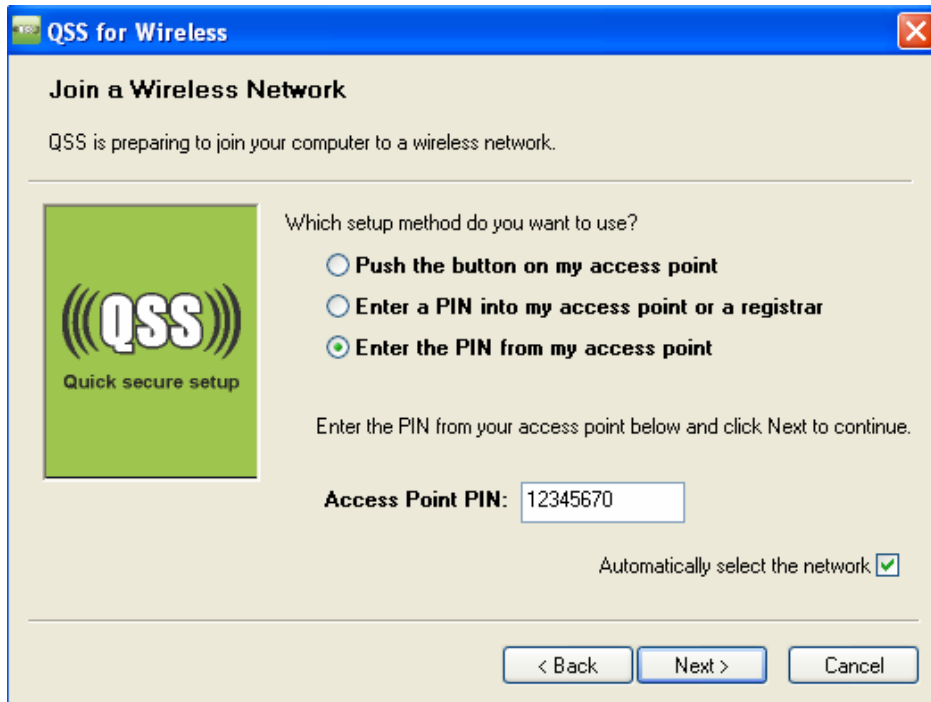 QSS for Wireless
Join a Wireless Network
QSS is preparing to join your computer to a wireless network.
Which setup method do you want to use?
Push the button on my access point
Enter a PIN into my access point or a registrar
Enter the PIN from my access point
QSS
Quick secure setup
Enter the PIN from your access point below and click Next to continue.
Access Point PIN: 12345670
Automatically select the network
< Back Next > Cancel